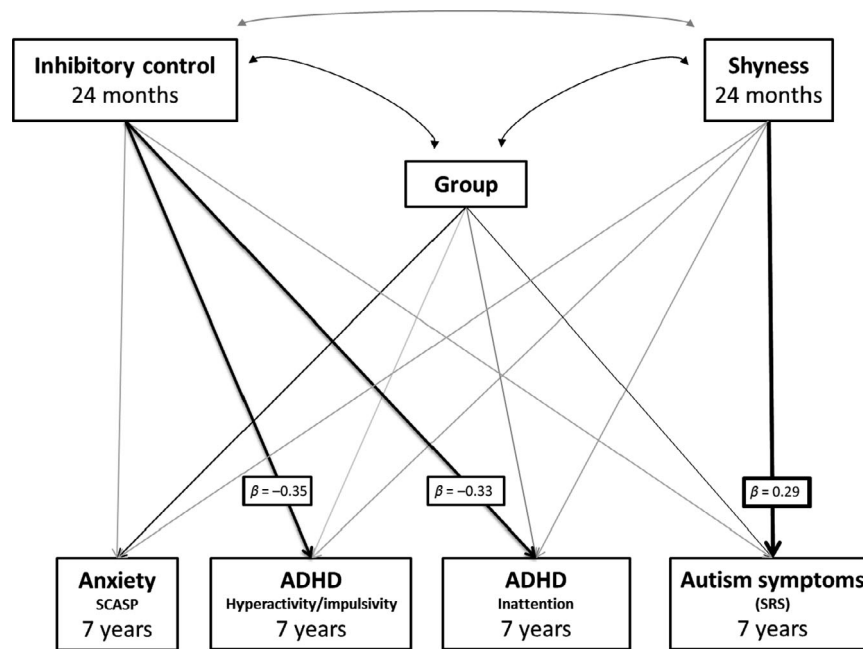 Inhibitory control
24 months
Shyness
24 months
Group
β = –0.35
β = –0.33
β = 0.29
Anxiety
SCASP
7 years
ADHD
Hyperactivity/impulsivity
7 years
ADHD
Inattention
7 years
Autism symptoms
(SRS)
7 years